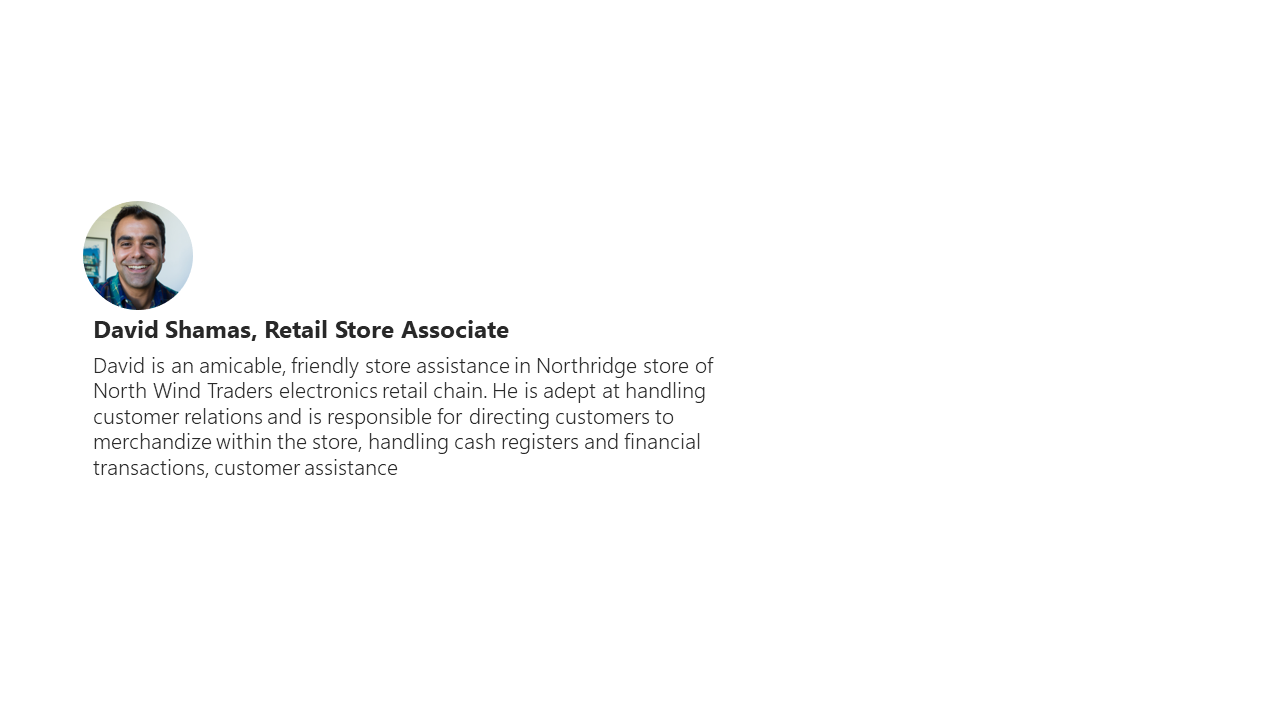 David Shamas, Retail Store Associate
David is an amicable, friendly store assistance in Northridge store of
North Wind Traders electronics retail chain. He is adept at handling
customer relations and is responsible for directing customers to
merchandize within the store, handling cash registers and financial
transactions, customer assistance